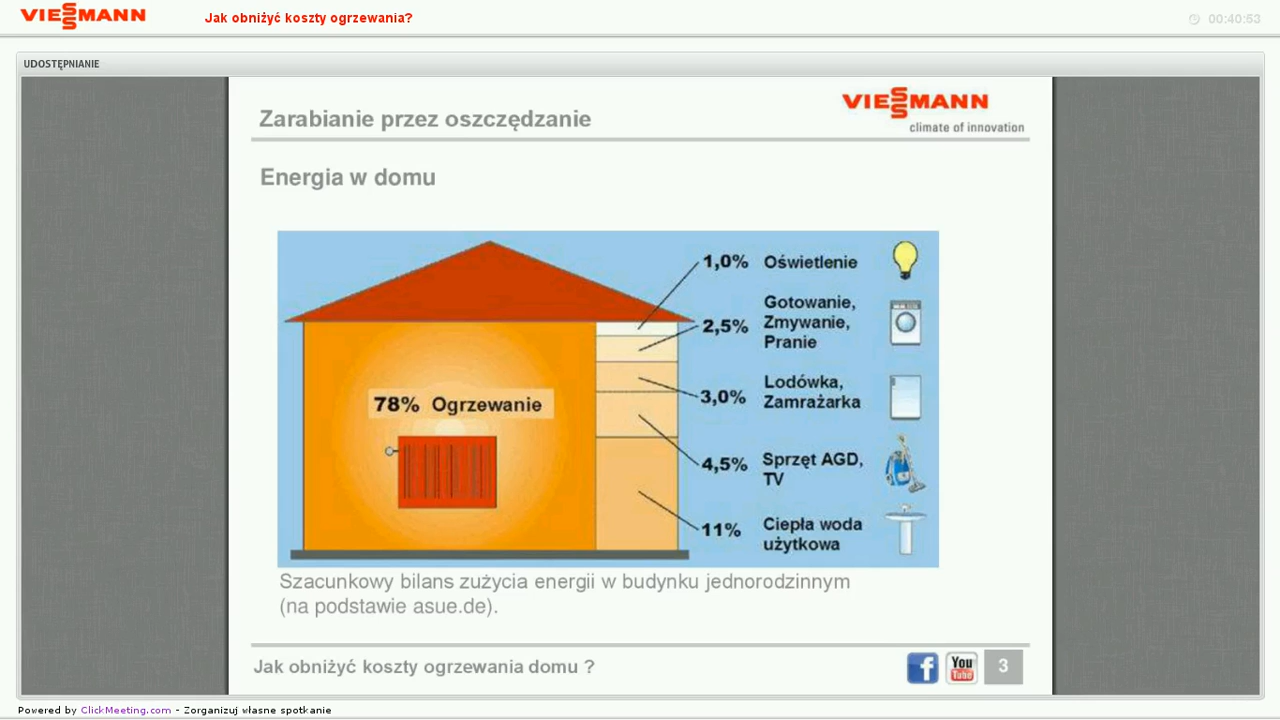 VIESSMANN
Jak obniżyć koszty ogrzewania?
00:40:53
UDOSTĘPNIANIE
Zarabianie przez oszczędzanie
VIESSMANN
climate of innovation
Energia w domu
1,0% Oświetlenie
2,5% Gotowanie,
Zmywanie,
Pranie
3,0% Lodówka,
Zamrażarka
78% Ogrzewanie
4,5% Sprzęt AGD,
TV
11% Ciepła woda
użytkowa
Szacunkowy bilans zużycia energii w budynku jednorodzinnym
(na podstawie asue.de).
Jak obniżyć koszty ogrzewania domu ?
f
You
Tube
3
Powered by ClickMeeting.com - Zorganizuj własne spotkanie